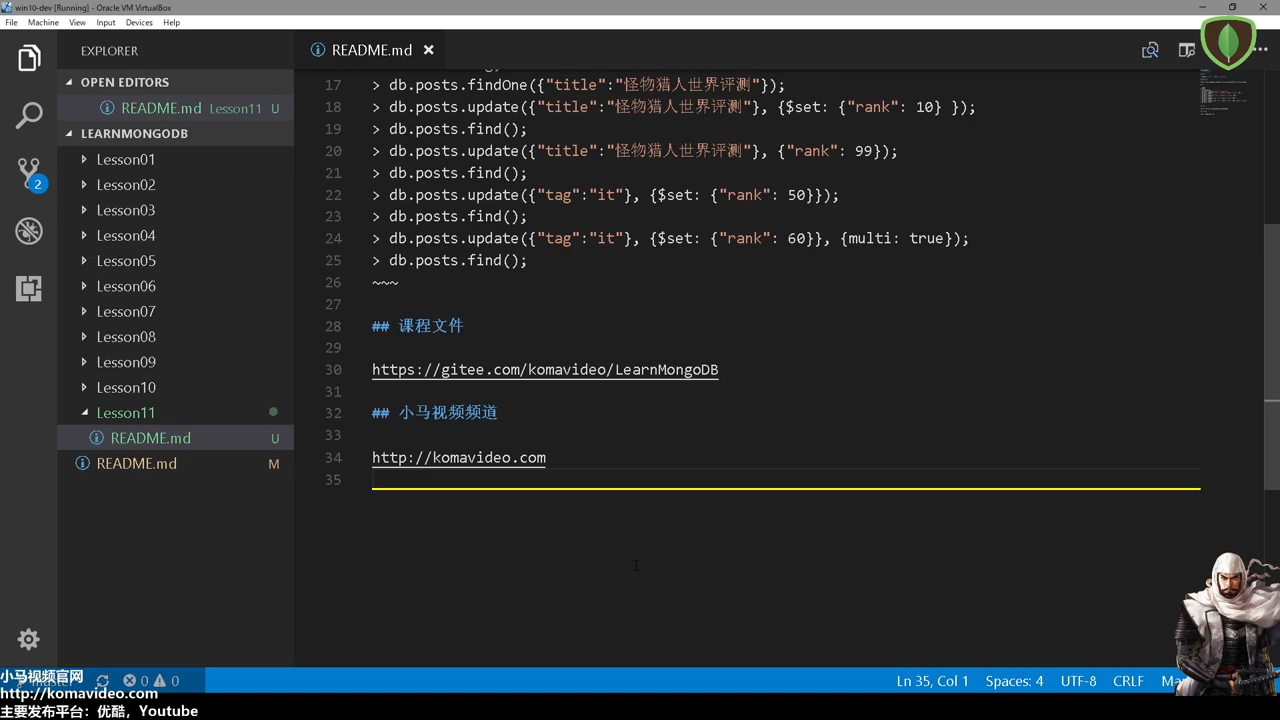 win10-dev [Running] - Oracle VM VirtualBox
File Machine View Input Devices Help
EXPLORER
README.md
OPEN EDITORS
README.md Lesson11 U
LEARNMONGODB
Lesson01
Lesson02
Lesson03
Lesson04
Lesson05
Lesson06
Lesson07
Lesson08
Lesson09
Lesson10
Lesson11
README.md U
README.md M
2
17 > db.posts.findOne({"title":"怪物猎人世界评测"});
18 > db.posts.update({"title":"怪物猎人世界评测"}, {$set: {"rank": 10} });
19 > db.posts.find();
20 > db.posts.update({"title":"怪物猎人世界评测"}, {"rank": 99});
21 > db.posts.find();
22 > db.posts.update({"tag":"it"}, {$set: {"rank": 50}});
23 > db.posts.find();
24 > db.posts.update({"tag":"it"}, {$set: {"rank": 60}}, {multi: true});
25 > db.posts.find();
26 ~~~
27
28 ## 课程文件
29
30 https://gitee.com/komavideo/LearnMongoDB
31
32 ## 小马视频频道
33
34 http://komavideo.com
35
0 0
Ln 35, Col 1 Spaces: 4 UTF-8 CRLF
小马视频官网
http://komavideo.com
主要发布平台：优酷，Youtube